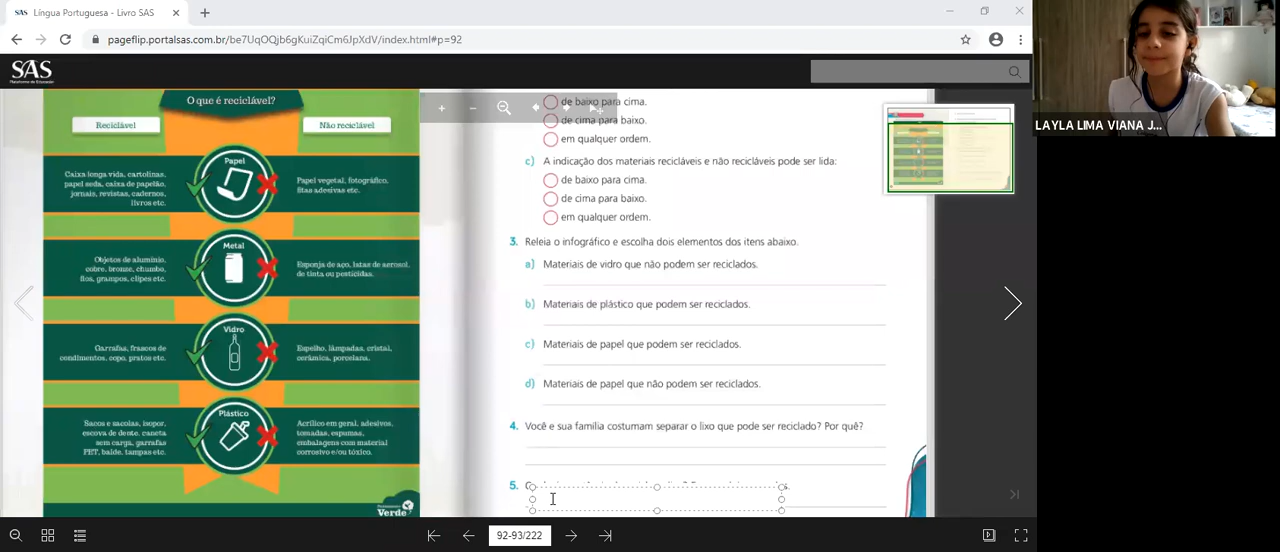 SAS Língua Portuguesa - Livro SAS
pageflip.portalsas.com.br/be7UqOQjb6gKuiZqiCm6JpXdV/index.html#p=92
SAS
Plataforma de Educação
LAYLA LIMA VIANA J...
O que é reciclável?
Reciclável
Não reciclável
Papel
Caixa longa vida, cartolinas,
papel seda, caixa de papelão,
jornais, revistas, cadernos,
livros etc.
Papel vegetal, fotográfico,
fitas adesivas etc.
Metal
Objetos de alumínio,
cobre, bronze, chumbo,
fios, grampos, clipes etc.
Esponja de aço, latas de aerosol,
de tinta ou pesticidas.
Vidro
Garrafas, frascos de
condimentos, copo, pratos etc.
Espelho, lâmpadas, cristal,
cerâmica, porcelana.
Plástico
Sacos e sacolas, isopor,
escova de dente, caneta
sem carga, garrafas
PET, balde, tampas etc.
Acrílico em geral, adesivos,
tomadas, espumas,
embalagens com material
corrosivo e/ou tóxico.
Verde
de baixo para cima.
de cima para baixo.
em qualquer ordem.
c) A indicação dos materiais recicláveis e não recicláveis pode ser lida:
de baixo para cima.
de cima para baixo.
em qualquer ordem.
3. Releia o infográfico e escolha dois elementos dos itens abaixo.
a) Materiais de vidro que não podem ser reciclados.
b) Materiais de plástico que podem ser reciclados.
c) Materiais de papel que podem ser reciclados.
d) Materiais de papel que não podem ser reciclados.
4. Você e sua família costumam separar o lixo que pode ser reciclado? Por quê?
5.
92-93/222